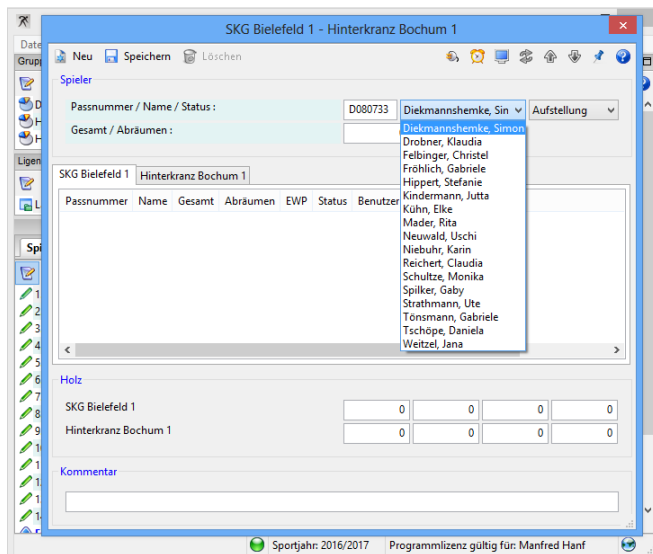 SKG Bielefeld 1 - Hinterkranz Bochum 1
Date
Grupp
Neu Speichern Löschen
Spieler
Passnummer / Name / Status :
D080733 Diekmannshemke, Sin Aufstellung
Gesamt / Abräumen :
Diekmannshemke, Simon
Drobner, Klaudia
Felbinger, Christel
Fröhlich, Gabriele
Hippert, Stefanie
Kindermann, Jutta
Kühn, Elke
Mader, Rita
Neuwald, Uschi
Niebuhr, Karin
Reichert, Claudia
Schultze, Monika
Spilker, Gaby
Strathmann, Ute
Tönsmann, Gabriele
Tschöpe, Daniela
Weitzel, Jana
Ligen
SKG Bielefeld 1 Hinterkranz Bochum 1
Passnummer Name Gesamt Abräumen EWP Status Benutzer
Spi
Holz
SKG Bielefeld 1 0 0 0 0
Hinterkranz Bochum 1 0 0 0 0
Kommentar
Sportjahr: 2016/2017 Programmlizenz gültig für: Manfred Hanf